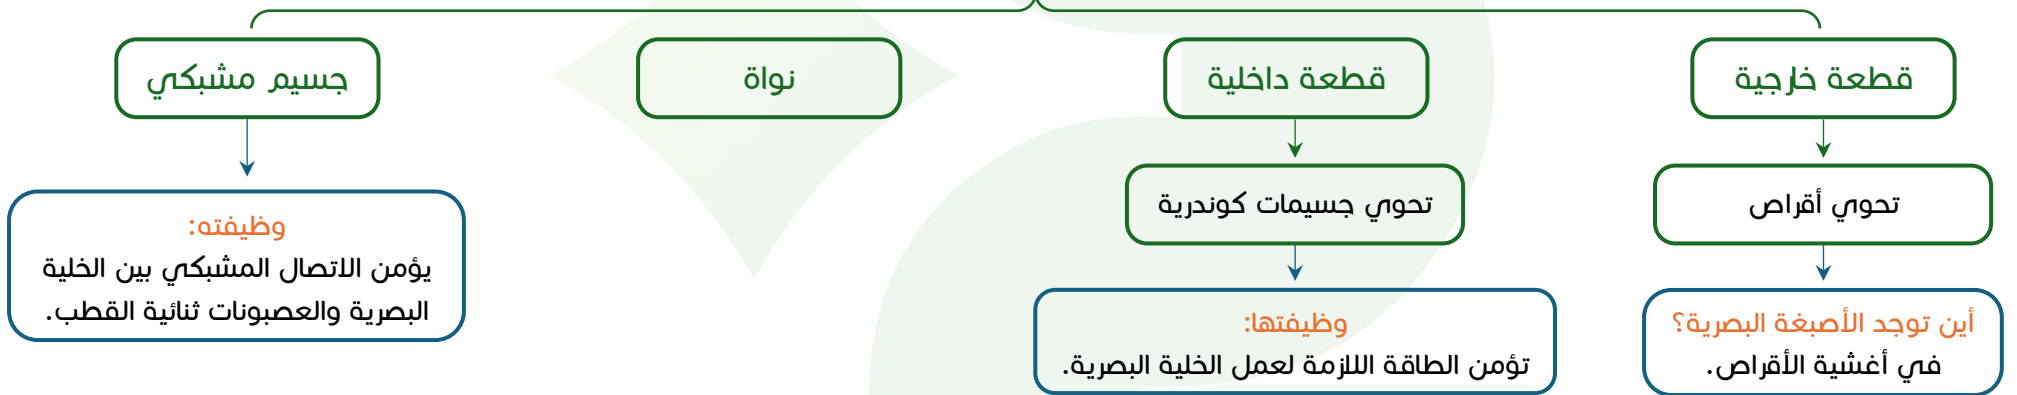 قطعة خارجية
تحوي أقراص
أين توجد الأصبغة البصرية؟
في أغشية الأقراص.
قطعة داخلية
تحوي جسيمات كوندرية
وظيفتها:
تؤمن الطاقة اللازمة لعمل الخلية البصرية.
نواة
جسيم مشبكي
وظيفته:
يؤمن الاتصال المشبكي بين الخلية
البصرية والعصبونات ثنائية القطب.